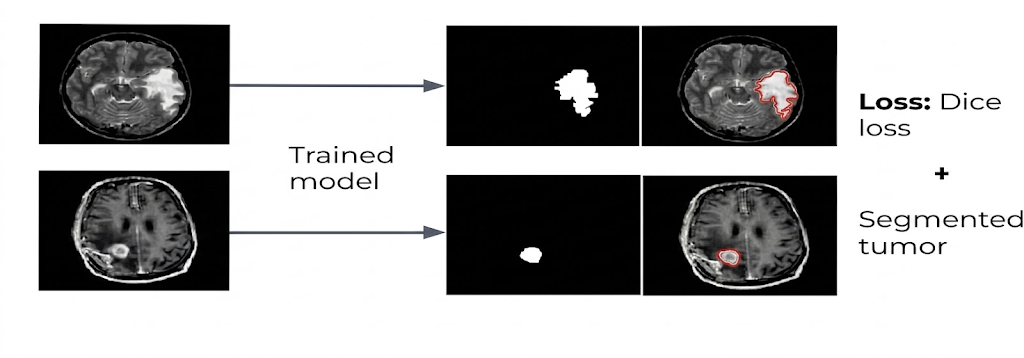 Trained
model
Loss: Dice
loss
+
Segmented
tumor